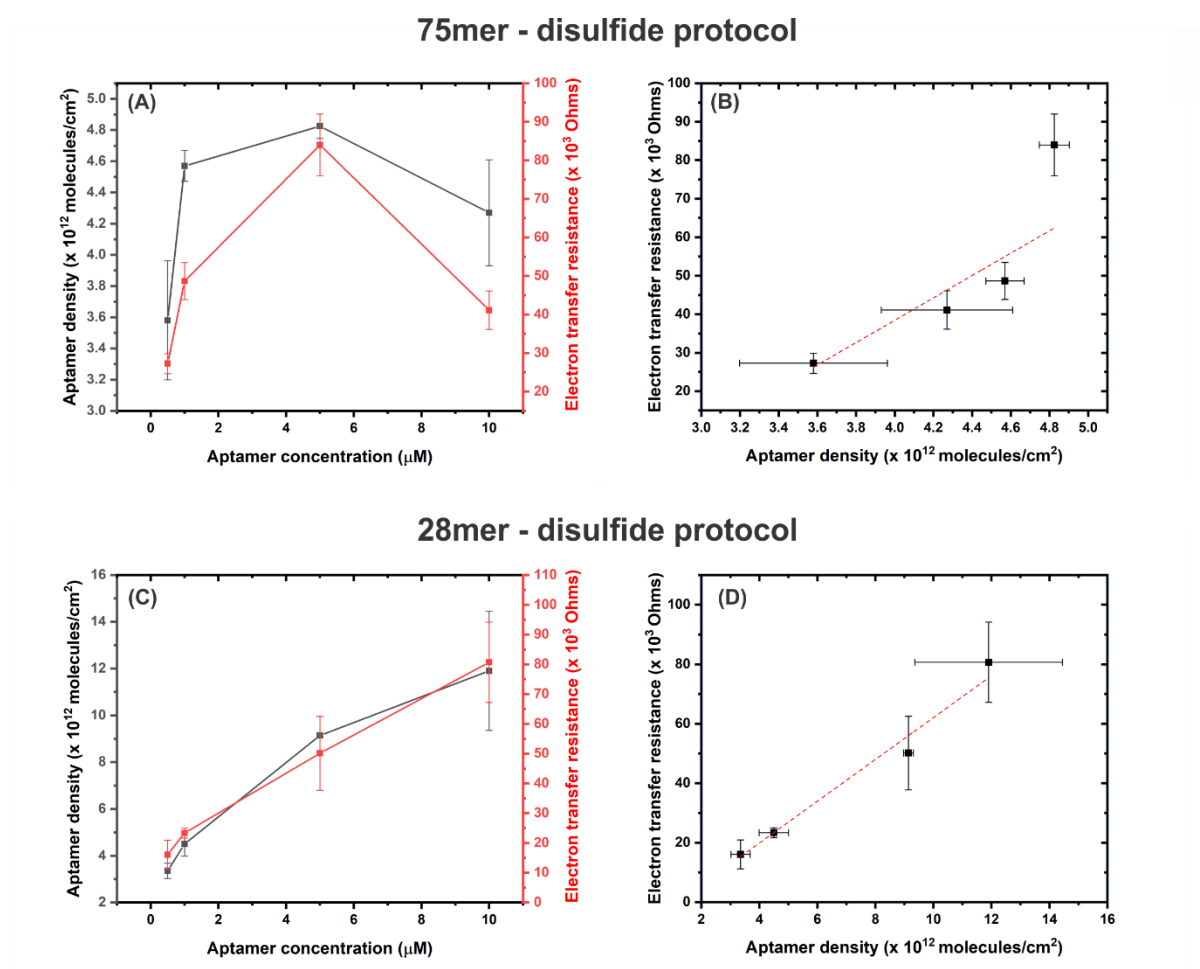 75mer - disulfide protocol
(A)
Aptamer density (x 10¹² molecules/cm²)
5.0
4.8
4.6
4.4
4.2
4.0
3.8
3.6
3.4
3.2
3.0
0 2 4 6 8 10
Aptamer concentration (μM)
100
90
80
70
60
50
40
30
20
Electron transfer resistance (x 10³ Ohms)
(B)
Electron transfer resistance (x 10³ Ohms)
100
90
80
70
60
50
40
30
20
3.0 3.2 3.4 3.6 3.8 4.0 4.2 4.4 4.6 4.8 5.0
Aptamer density (x 10¹² molecules/cm²)
28mer - disulfide protocol
(C)
Aptamer density (x 10¹² molecules/cm²)
16
14
12
10
8
6
4
2
0 2 4 6 8 10
Aptamer concentration (μM)
110
100
90
80
70
60
50
40
30
20
10
0
Electron transfer resistance (x 10³ Ohms)
(D)
Electron transfer resistance (x 10³ Ohms)
100
80
60
40
20
0
2 4 6 8 10 12 14 16
Aptamer density (x 10¹² molecules/cm²)